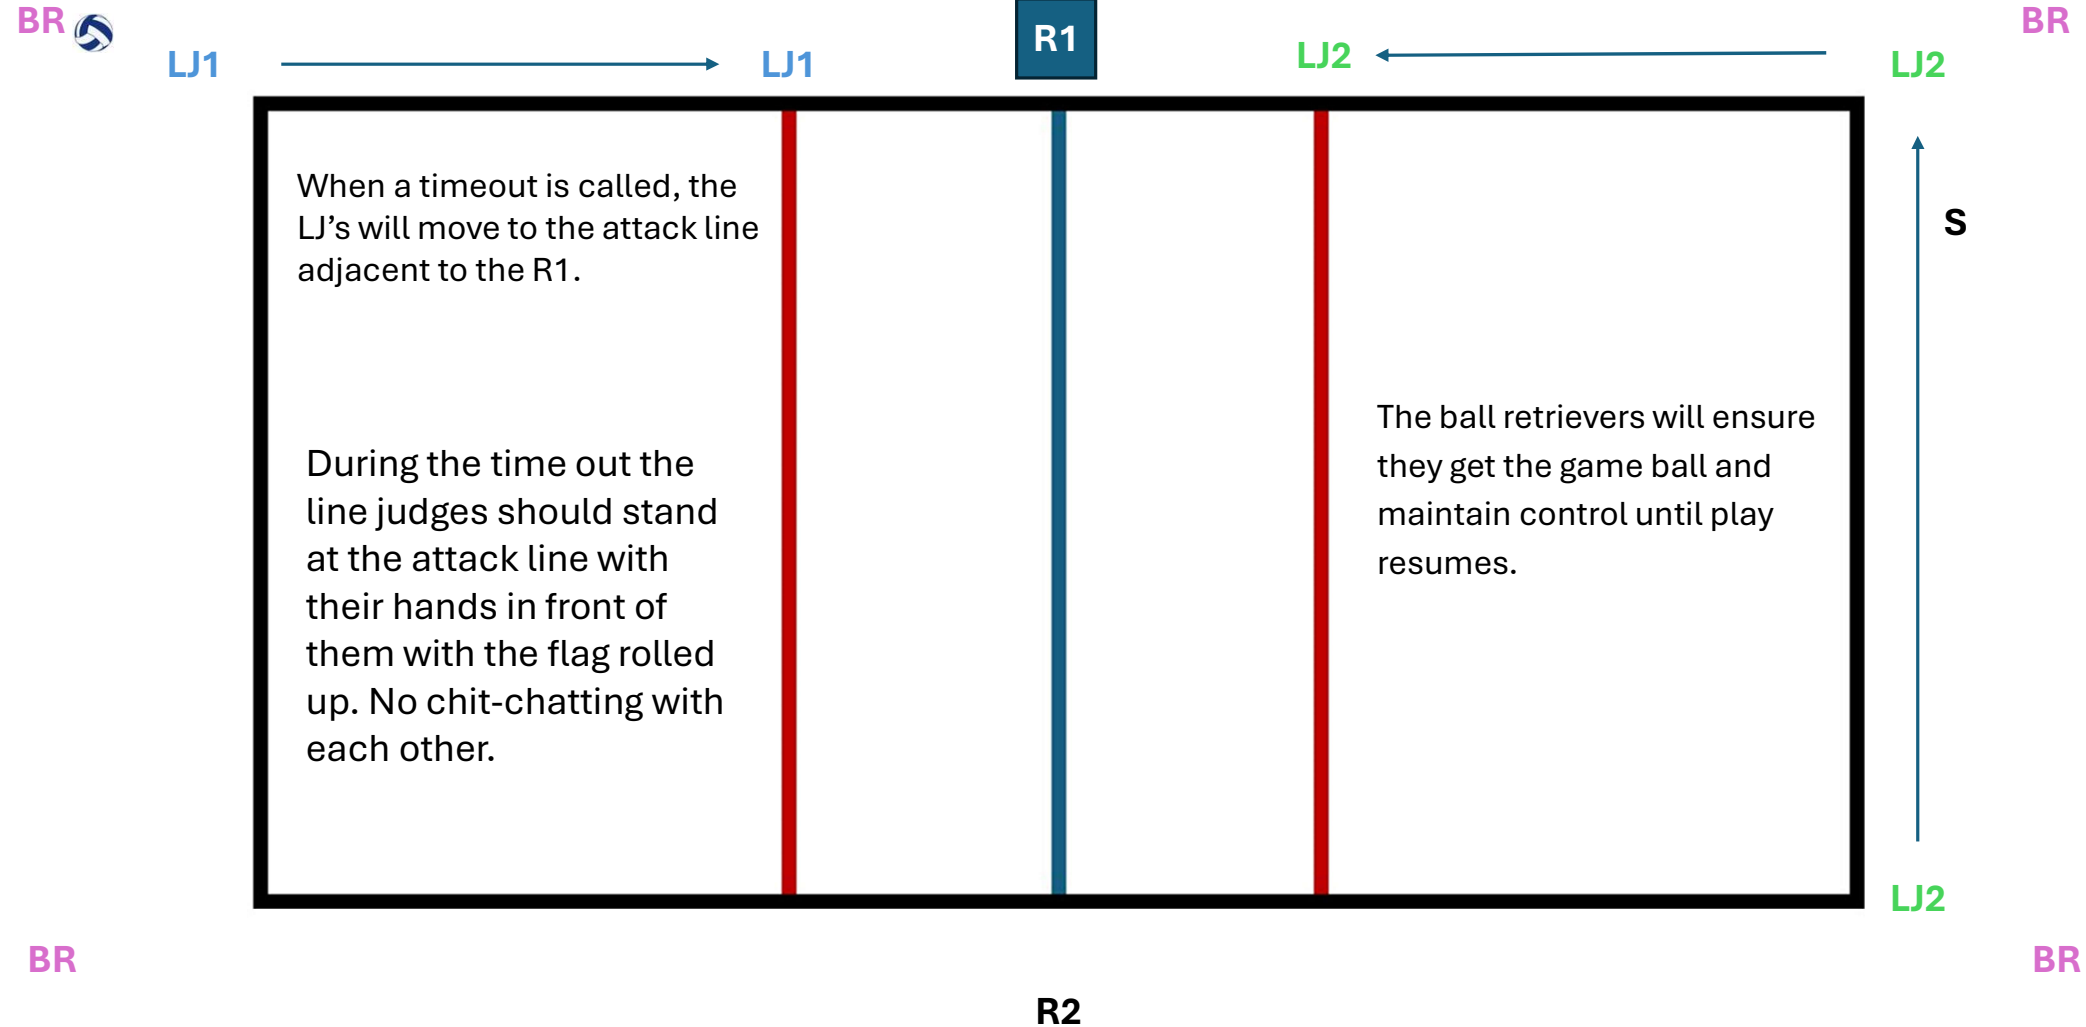 BR
BR
R1
LJ1
LJ1
LJ2
LJ2
When a timeout is called, the
LJ’s will move to the attack line
adjacent to the R1.
S
During the time out the
line judges should stand
at the attack line with
their hands in front of
them with the flag rolled
up. No chit-chatting with
each other.
The ball retrievers will ensure
they get the game ball and
maintain control until play
resumes.
LJ2
BR
BR
R2